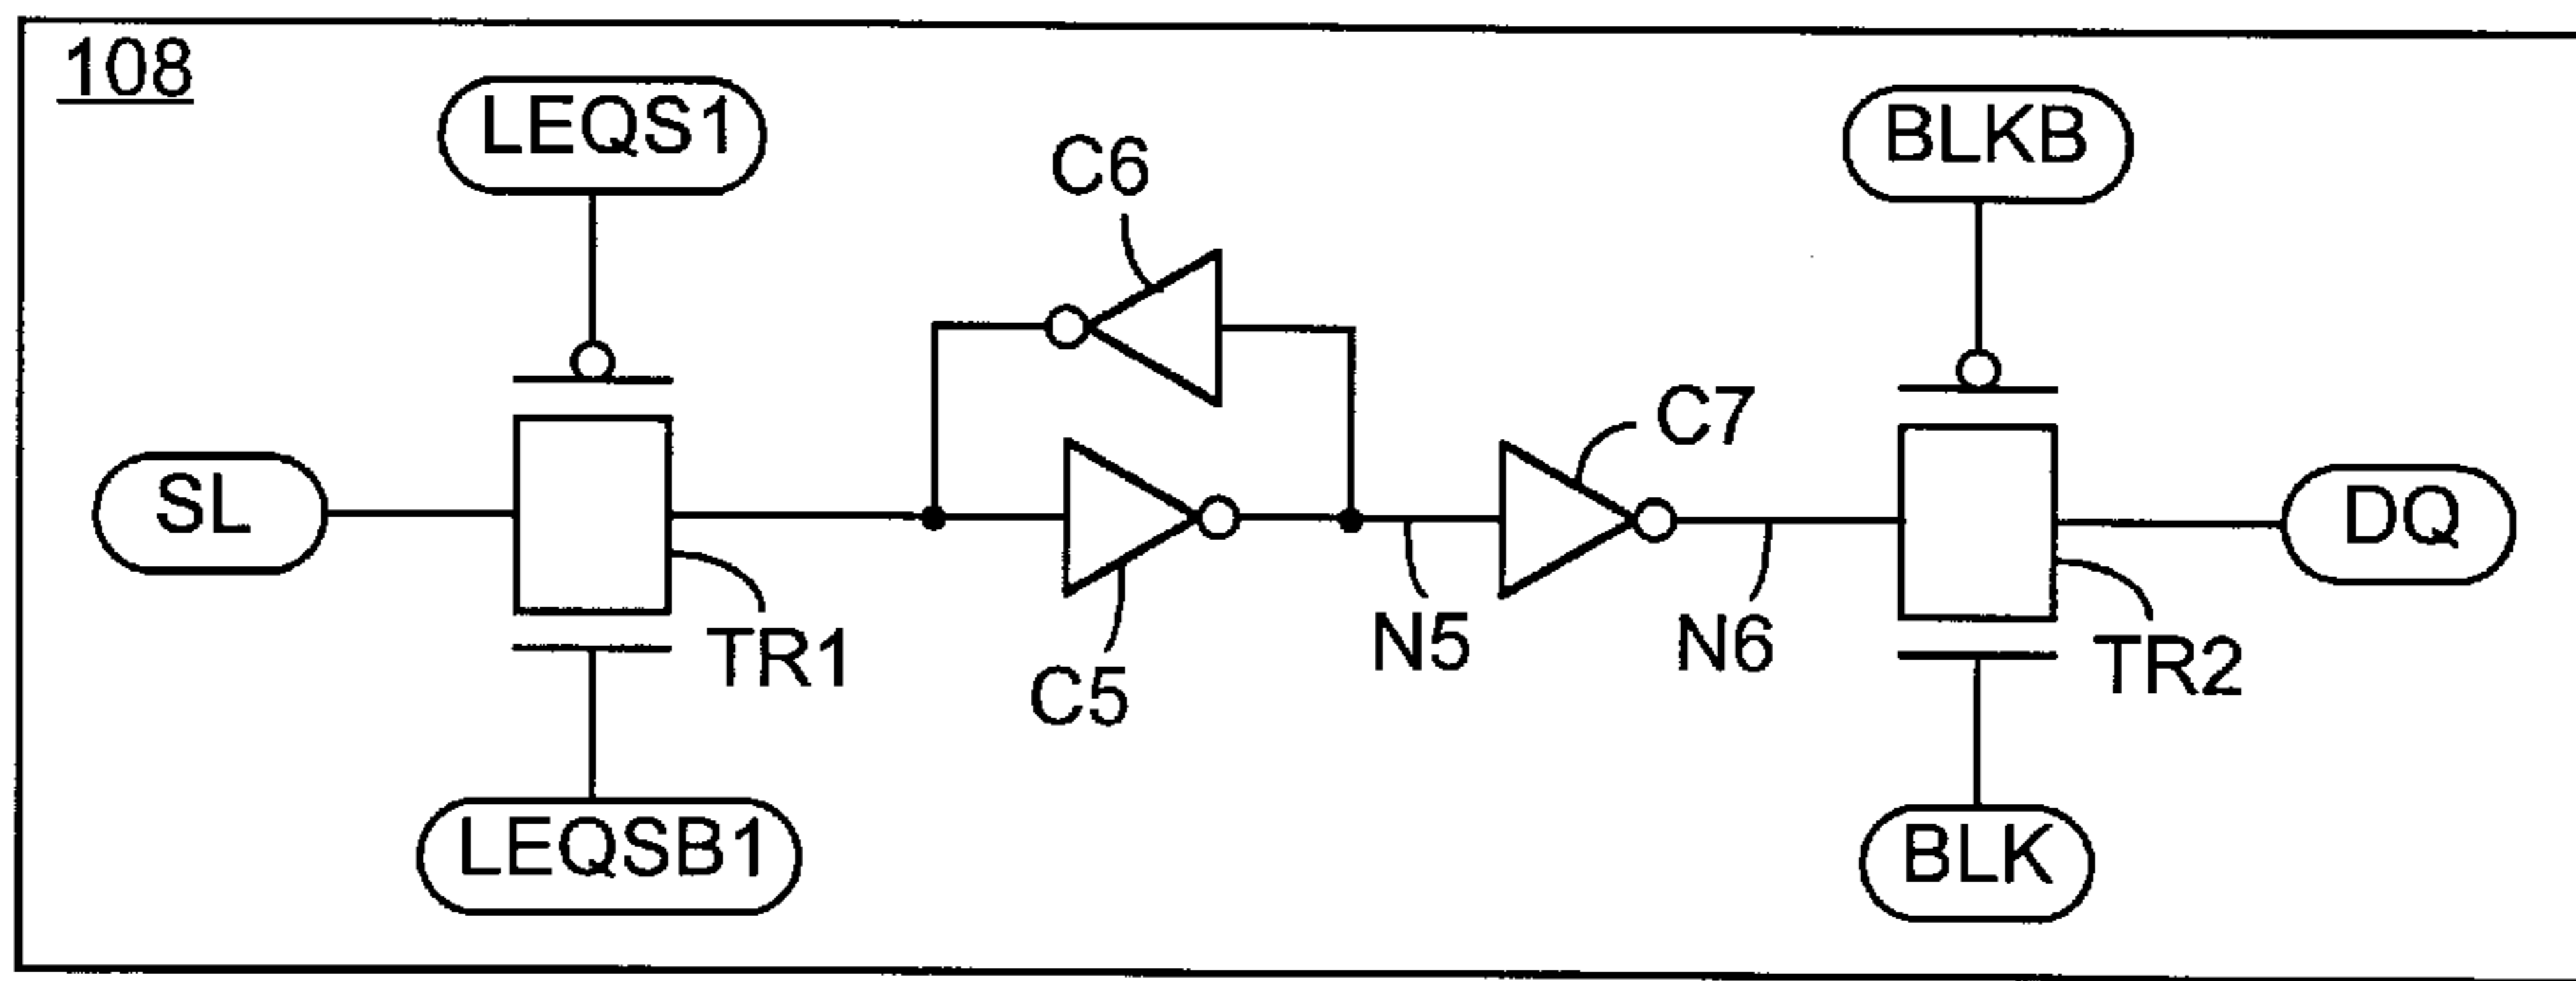 108
LEQS1
BLKB
C6
C7
SL
DQ
TR1
C5
N5
N6
TR2
LEQSB1
BLK